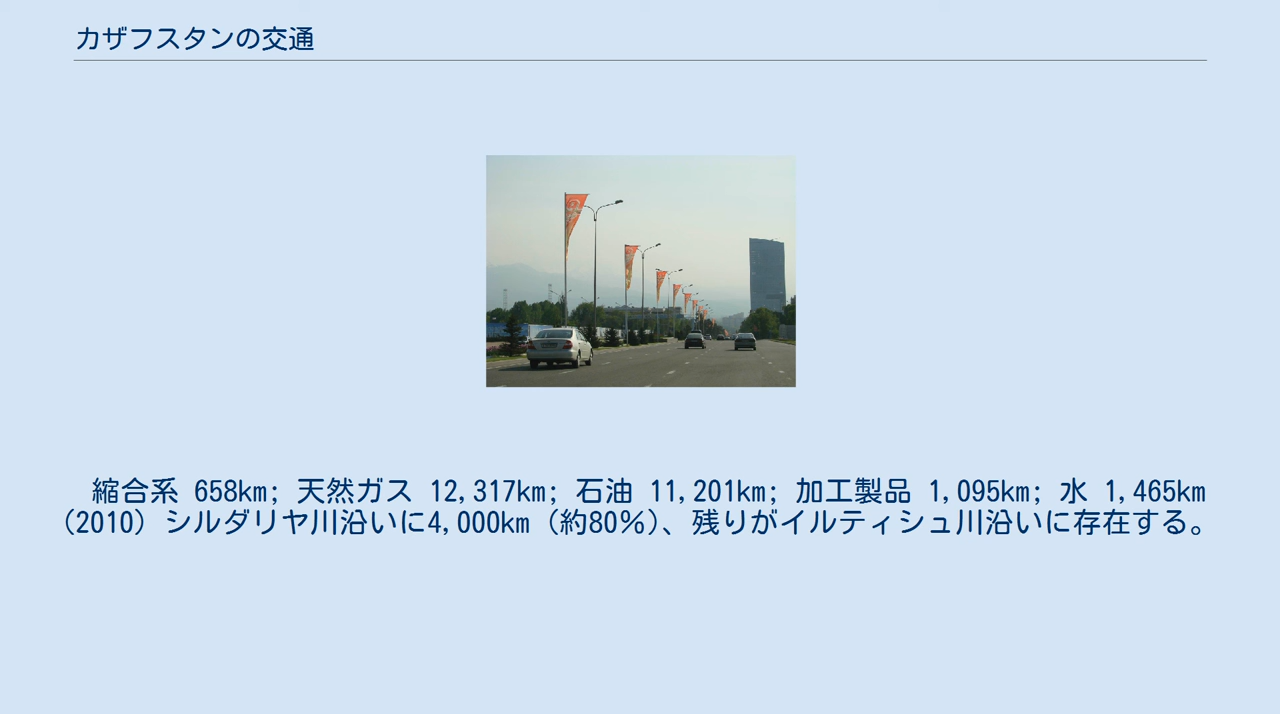 カザフスタンの交通
縮合系 658km; 天然ガス 12,317km; 石油 11,201km; 加工製品 1,095km; 水 1,465km
（2010） シルダリヤ川沿いに4,000km （約80％）、残りがイルティシュ川沿いに存在する。